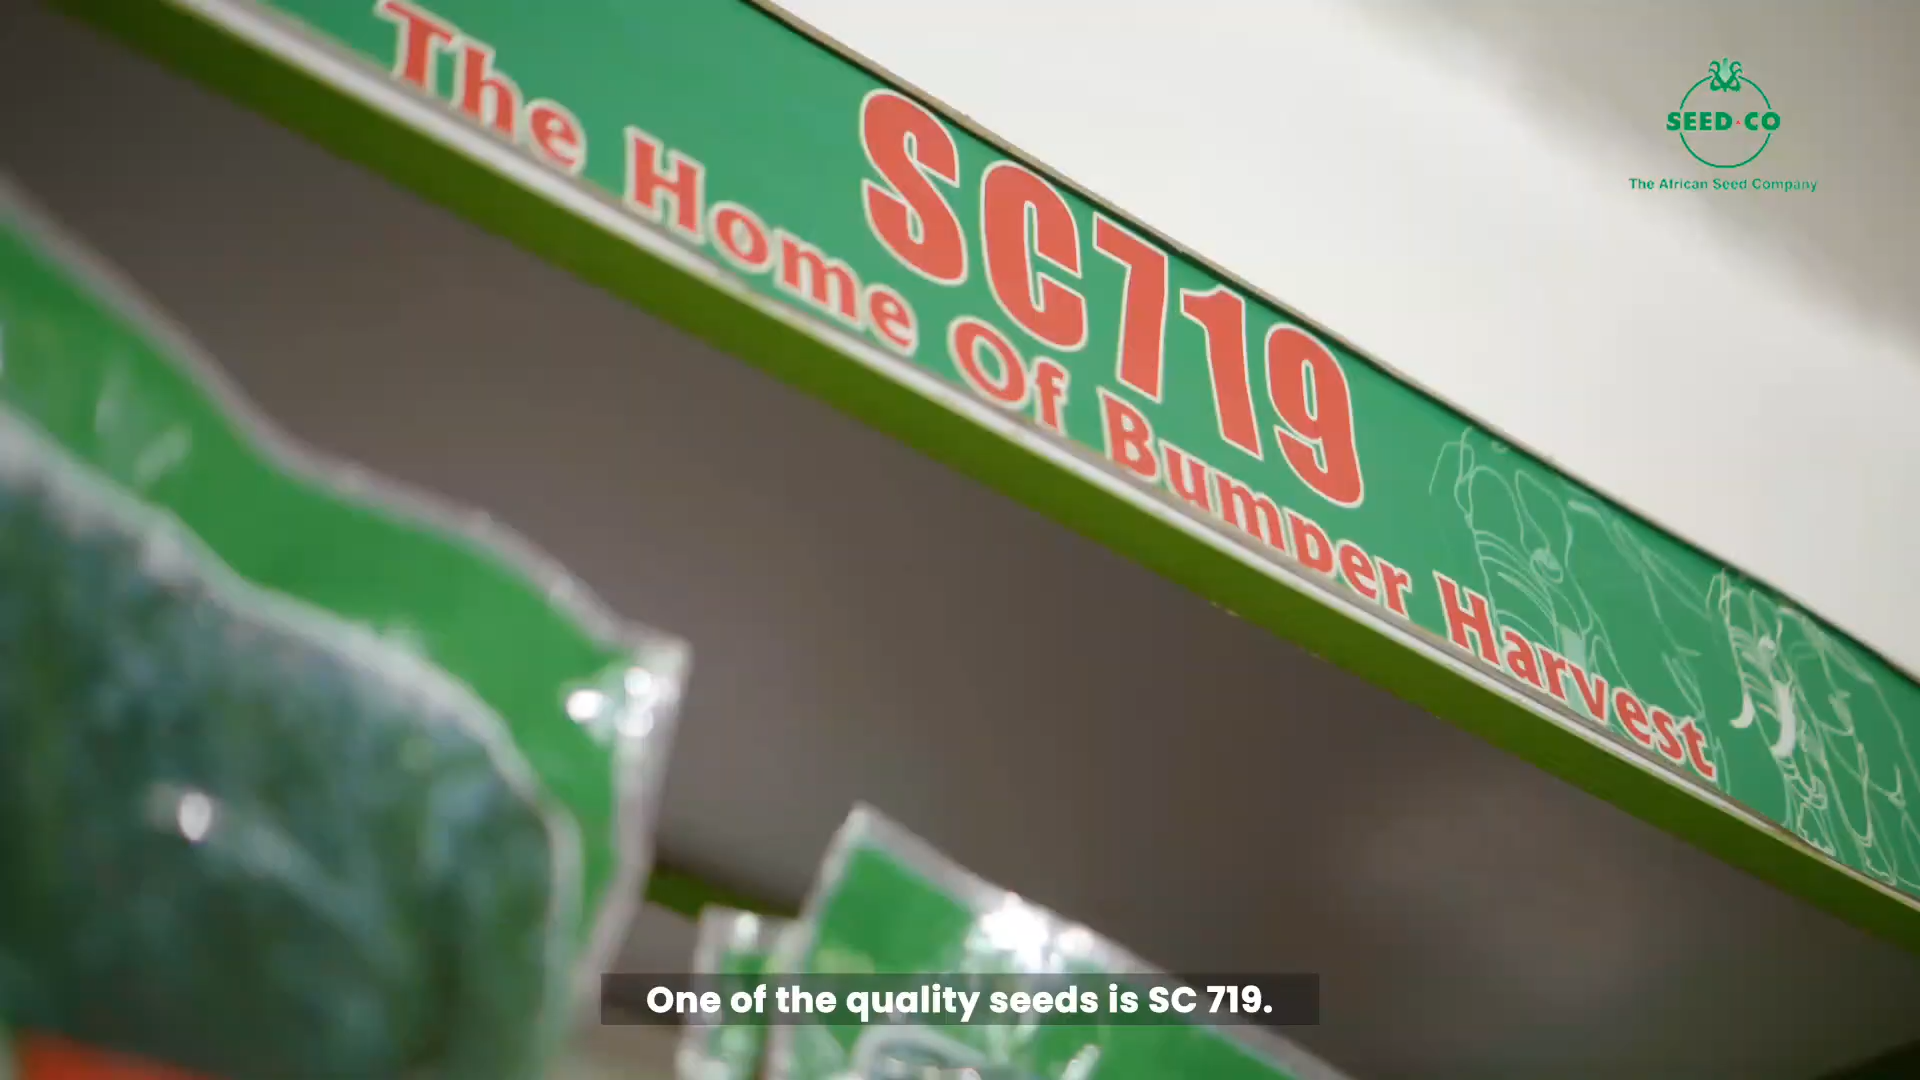 SC719
The Home Of Bumper Harvest
SEED CO
The African Seed Company
One of the quality seeds is SC 719.